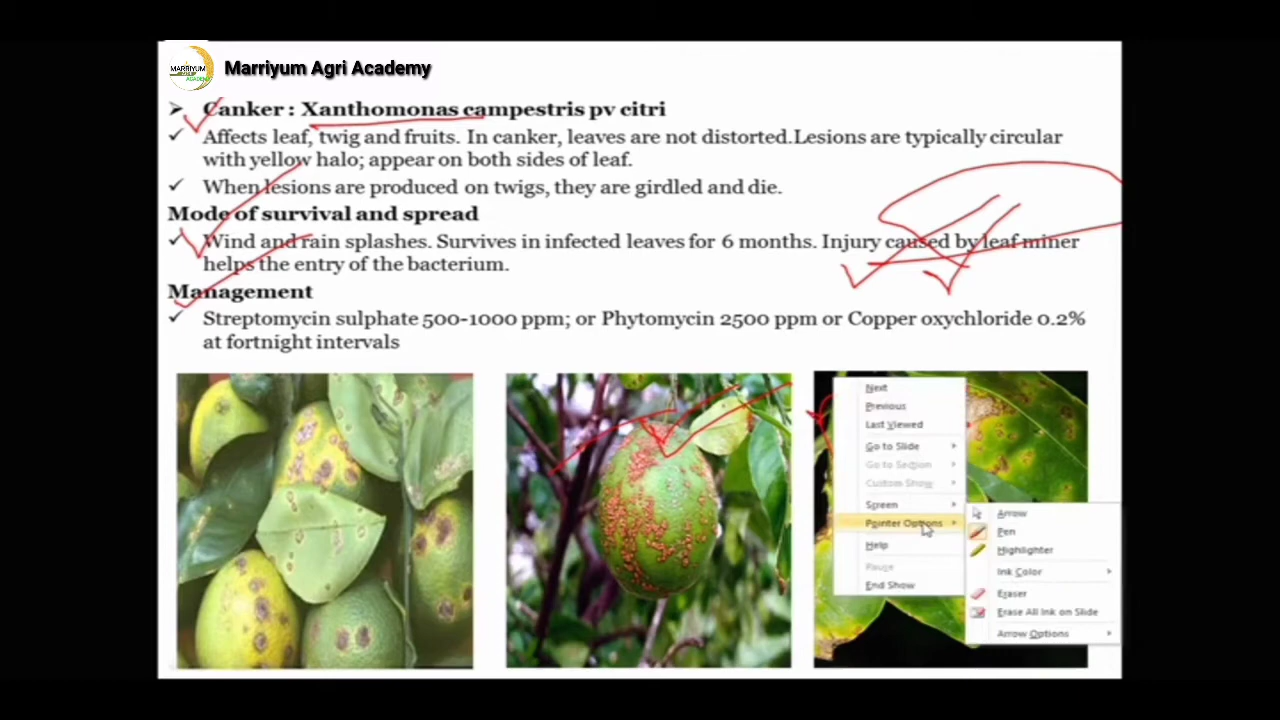 MARRIYUM
ACADEMY
Marriyum Agri Academy
➤ Canker : Xanthomonas campestris pv citri
✓ Affects leaf, twig and fruits. In canker, leaves are not distorted.Lesions are typically circular
with yellow halo; appear on both sides of leaf.
✓ When lesions are produced on twigs, they are girdled and die.
Mode of survival and spread
✓ Wind and rain splashes. Survives in infected leaves for 6 months. Injury caused by leaf miner
helps the entry of the bacterium.
Management
✓ Streptomycin sulphate 500-1000 ppm; or Phytomycin 2500 ppm or Copper oxychloride 0.2%
at fortnight intervals
Next
Previous
Last Viewed
Go to Slide
Go to Section
Custom Show
Screen
Pointer Options
Help
Pause
End Show
Arrow
Pen
Highlighter
Ink Color
Eraser
Erase All Ink on Slide
Arrow Options